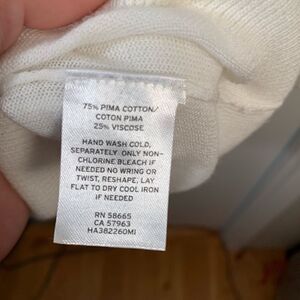 75% PIMA COTTON/
COTON PIMA
25% VISCOSE
HAND WASH COLD,
SEPARATELY ONLY NON-
CHLORINE BLEACH IF
NEEDED NO WRING OR
TWIST, RESHAPE, LAY
FLAT TO DRY COOL IRON
IF NEEDED
RN 58665
CA 57963
HA382260MI